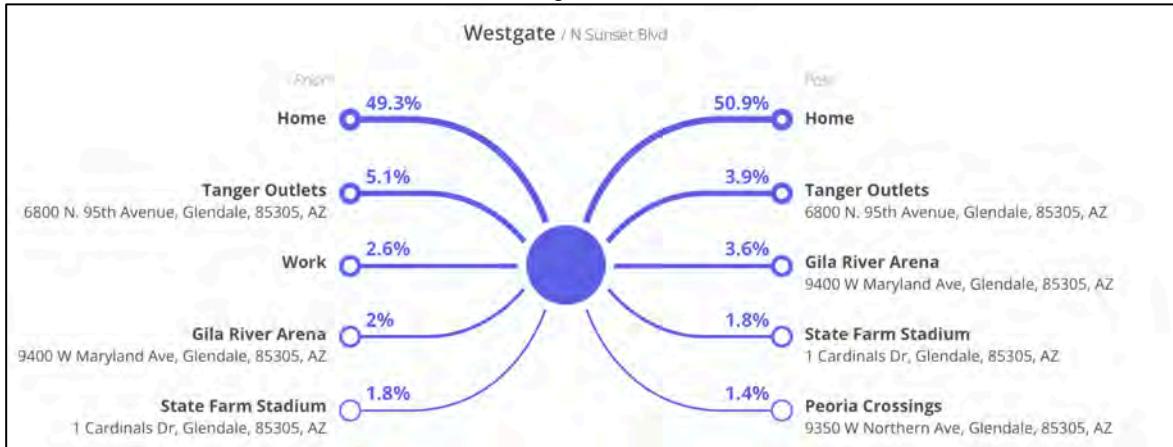 Westgate / N Sunset Blvd
Prior
Post
49.3%
Home
5.1%
Tanger Outlets
6800 N. 95th Avenue, Glendale, 85305, AZ
2.6%
Work
2%
Gila River Arena
9400 W Maryland Ave, Glendale, 85305, AZ
1.8%
State Farm Stadium
1 Cardinals Dr, Glendale, 85305, AZ
50.9%
Home
3.9%
Tanger Outlets
6800 N. 95th Avenue, Glendale, 85305, AZ
3.6%
Gila River Arena
9400 W Maryland Ave, Glendale, 85305, AZ
1.8%
State Farm Stadium
1 Cardinals Dr, Glendale, 85305, AZ
1.4%
Peoria Crossings
9350 W Northern Ave, Glendale, 85305, AZ